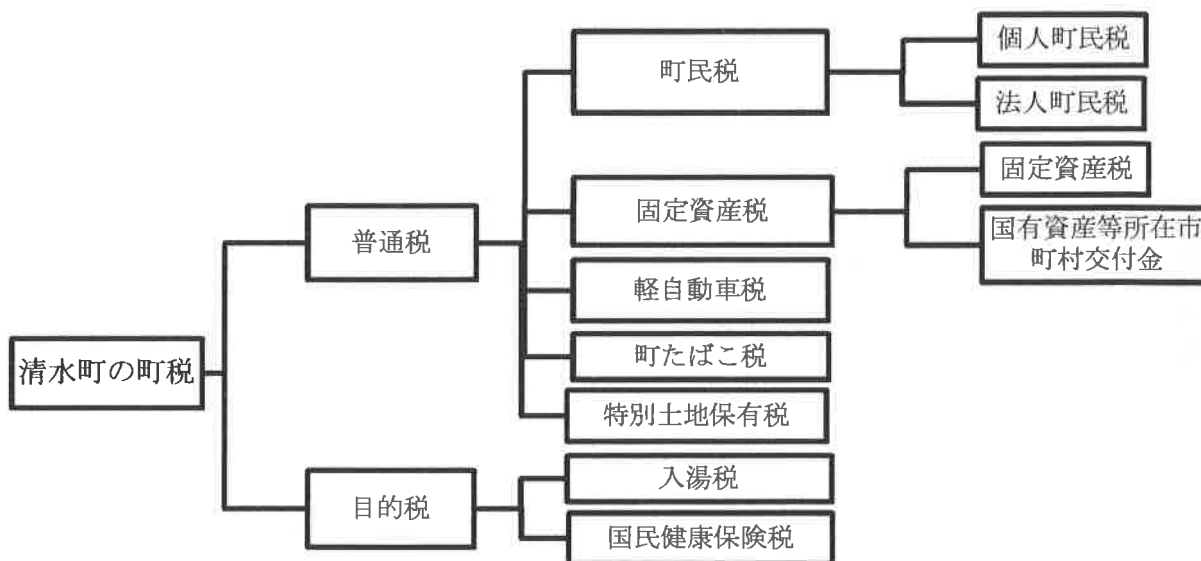 清水町の町税
普通税
町民税
個人町民税
法人町民税
固定資産税
固定資産税
国有資産等所在市
町村交付金
軽自動車税
町たばこ税
特別土地保有税
目的税
入湯税
国民健康保険税